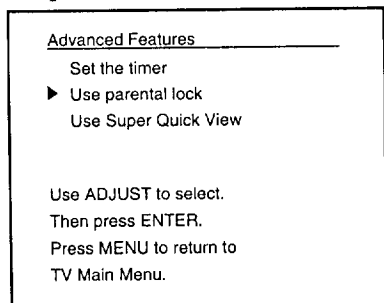 Advanced Features
Set the timer
▶ Use parental lock
Use Super Quick View
Use ADJUST to select.
Then press ENTER.
Press MENU to return to
TV Main Menu.